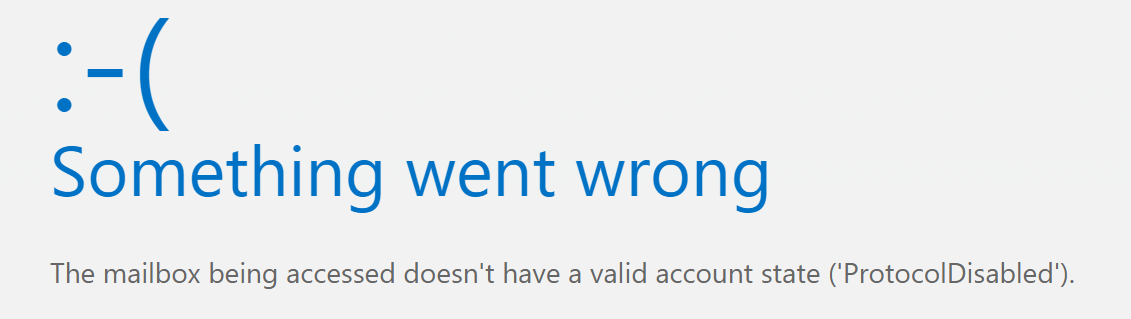 :-(
Something went wrong
The mailbox being accessed doesn't have a valid account state ('ProtocolDisabled').